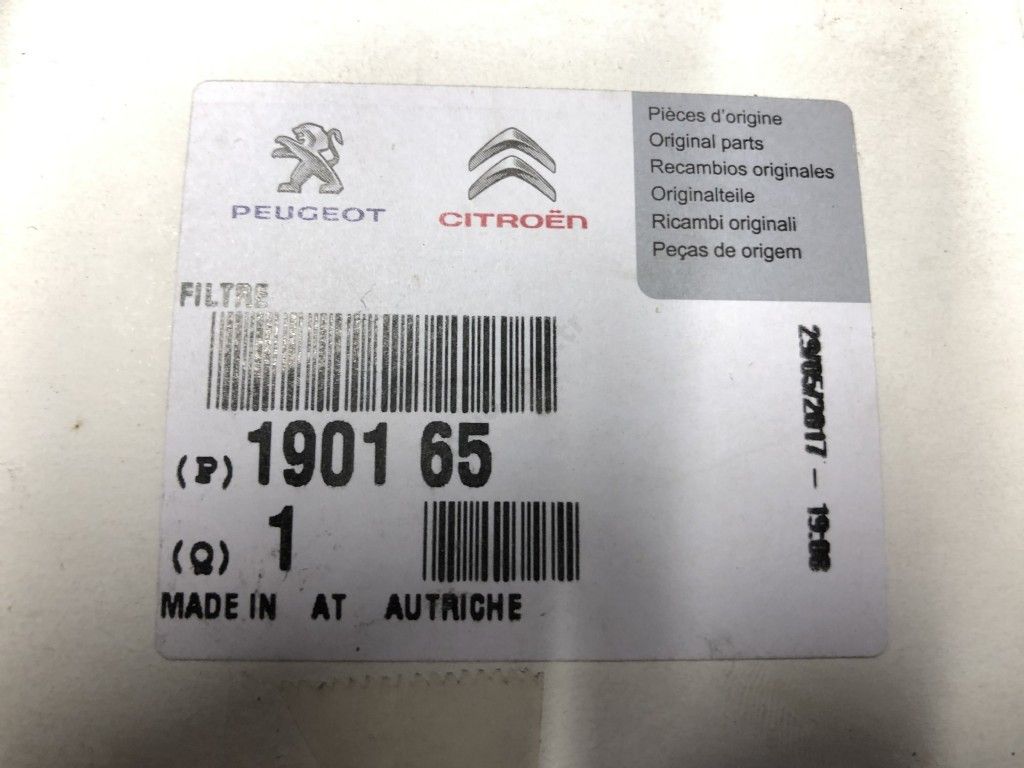 PEUGEOT
CITROËN
Pièces d'origine
Original parts
Recambios originales
Originalteile
Ricambi originali
Peças de origem
FILTRE
(P) 1901 65
(Q) 1
MADE IN AT AUTRICHE
29/05/2017 - 19:08